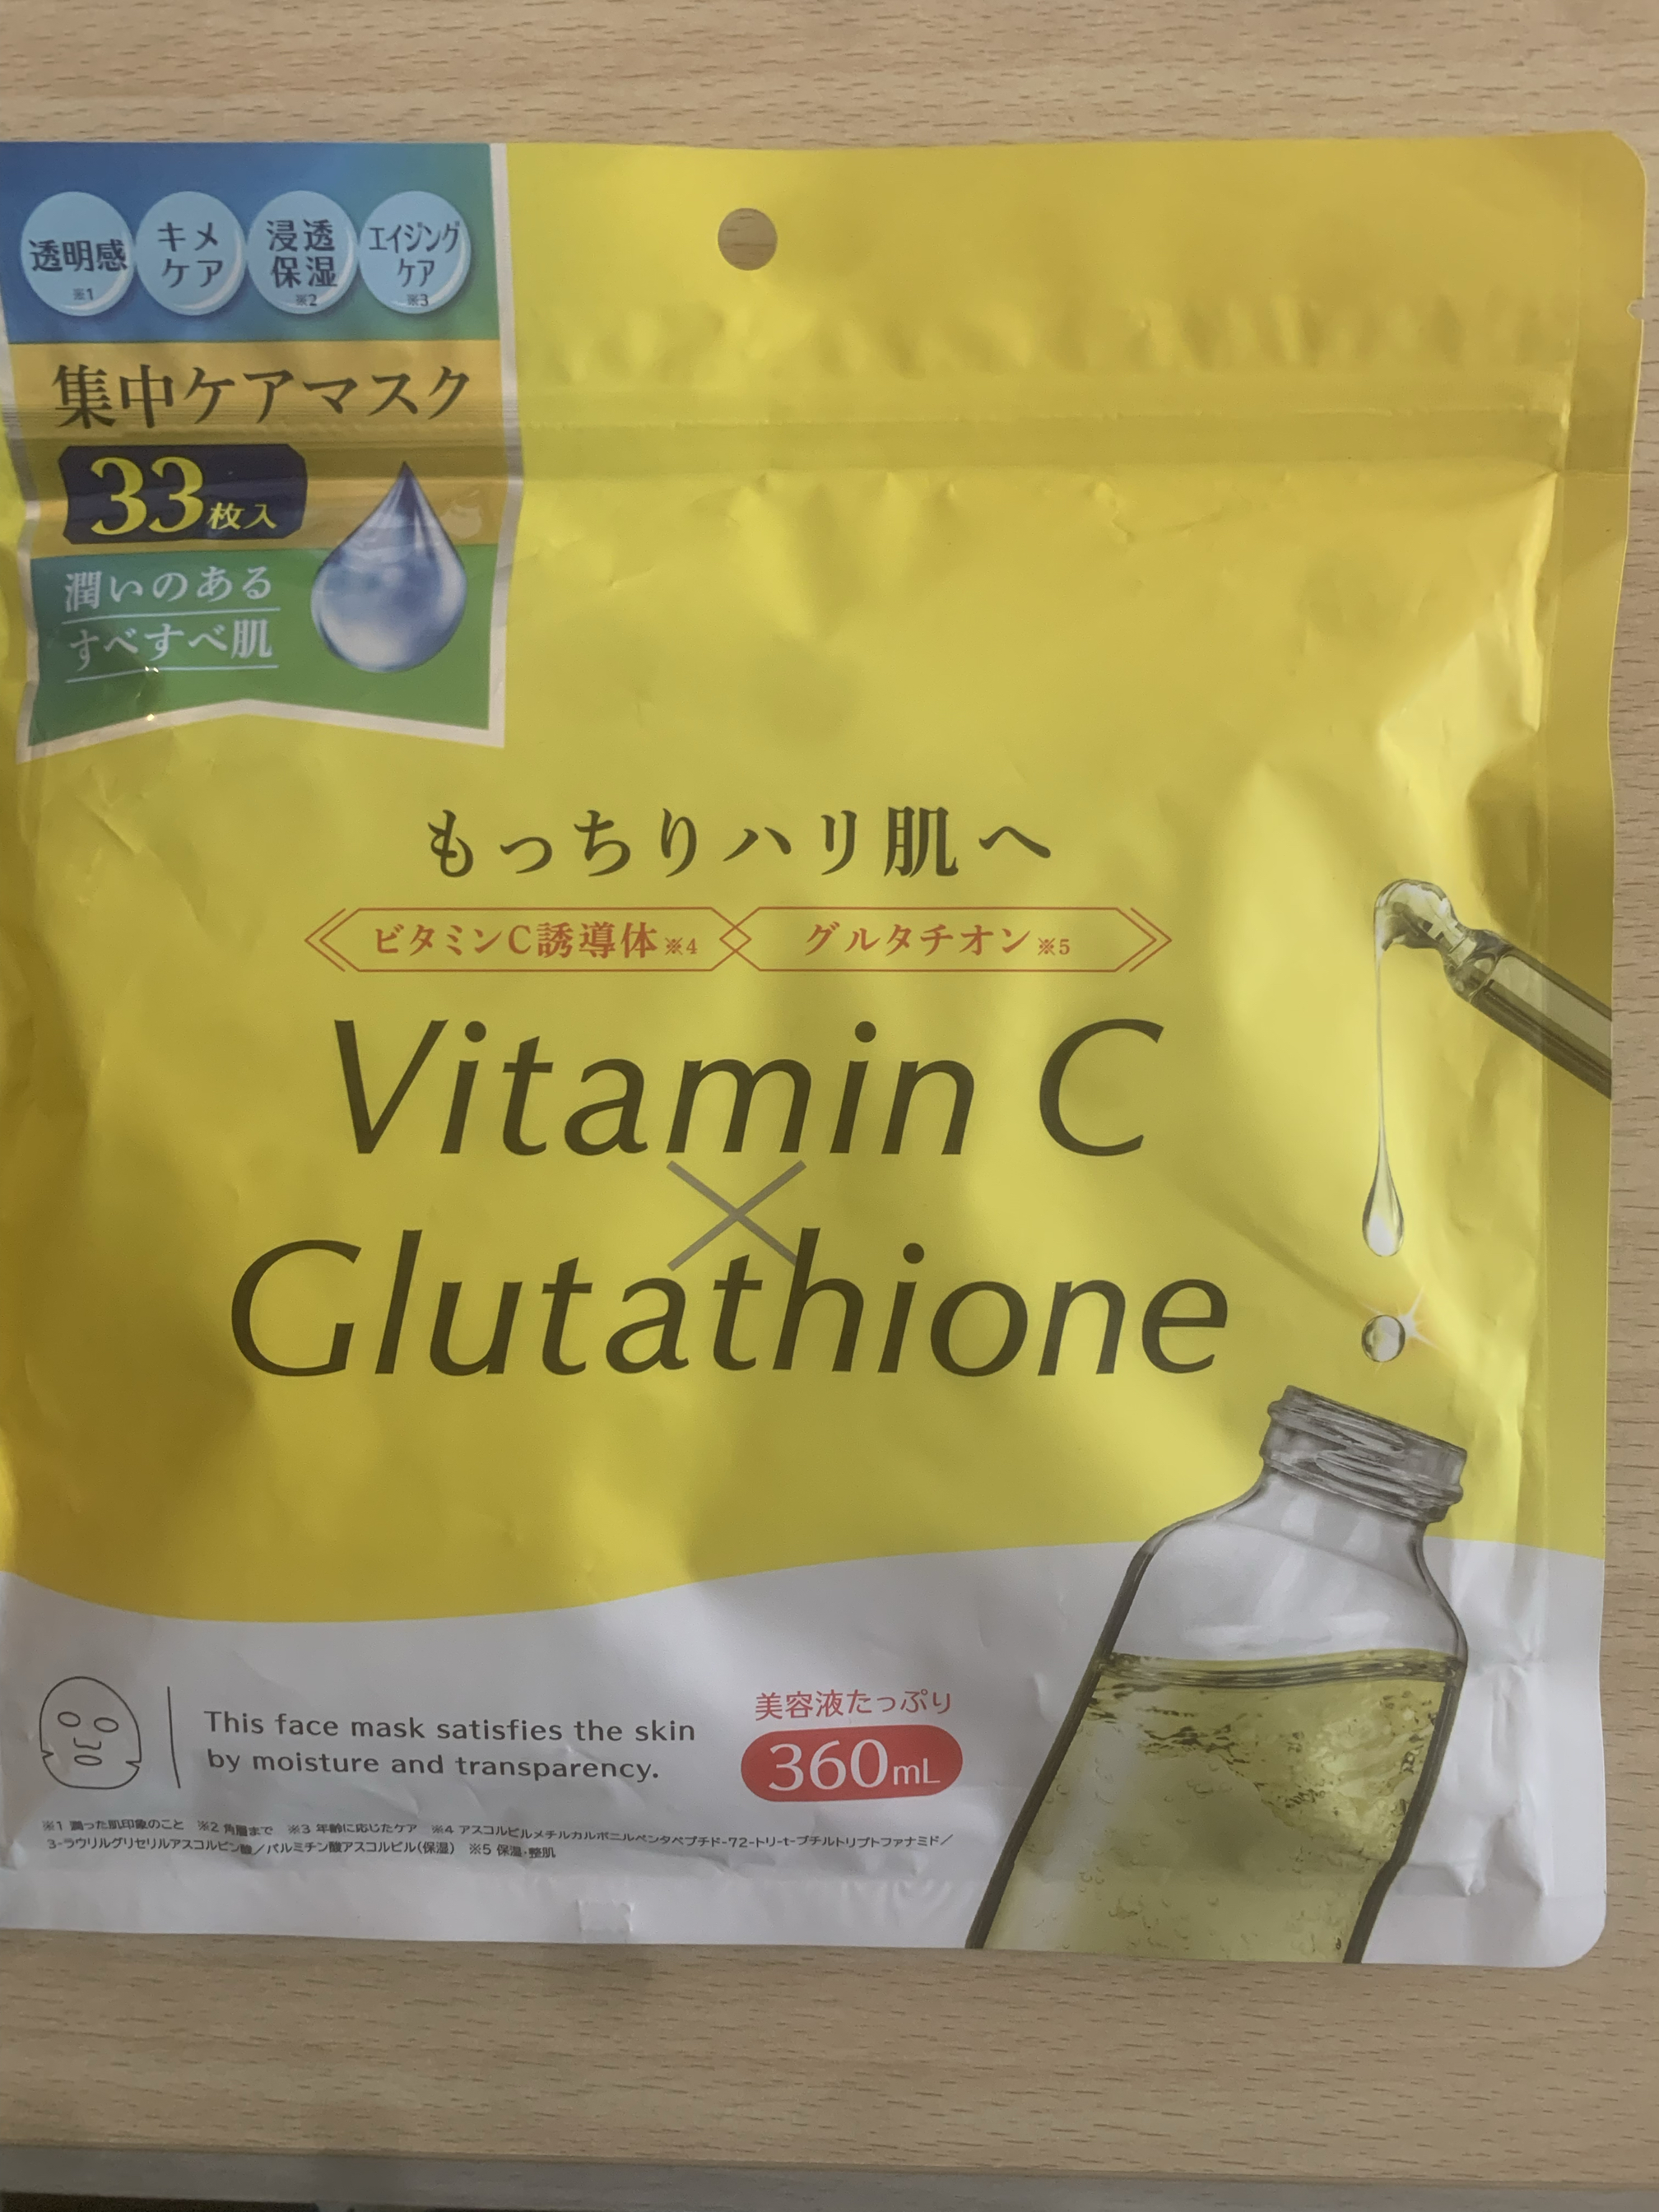 透明感
※1
キメ
ケア
浸透
保湿
※2
エイジング
ケア
※3
集中ケアマスク
33枚入
潤いのある
すべすべ肌
もっちりハリ肌へ
ビタミンC誘導体※4
グルタチオン※5
Vitamin C
×
Glutathione
This face mask satisfies the skin
by moisture and transparency.
美容液たっぷり
360mL
※1 潤った肌印象のこと ※2 角層まで ※3 年齢に応じたケア ※4 アスコルビルメチルカルボニルペンタペプチド-72-トリ-t-ブチルトリプトファナミド/
3-ラウリルグリセリルアスコルビン酸/パルミチン酸アスコルビル(保湿) ※5 保湿・整肌